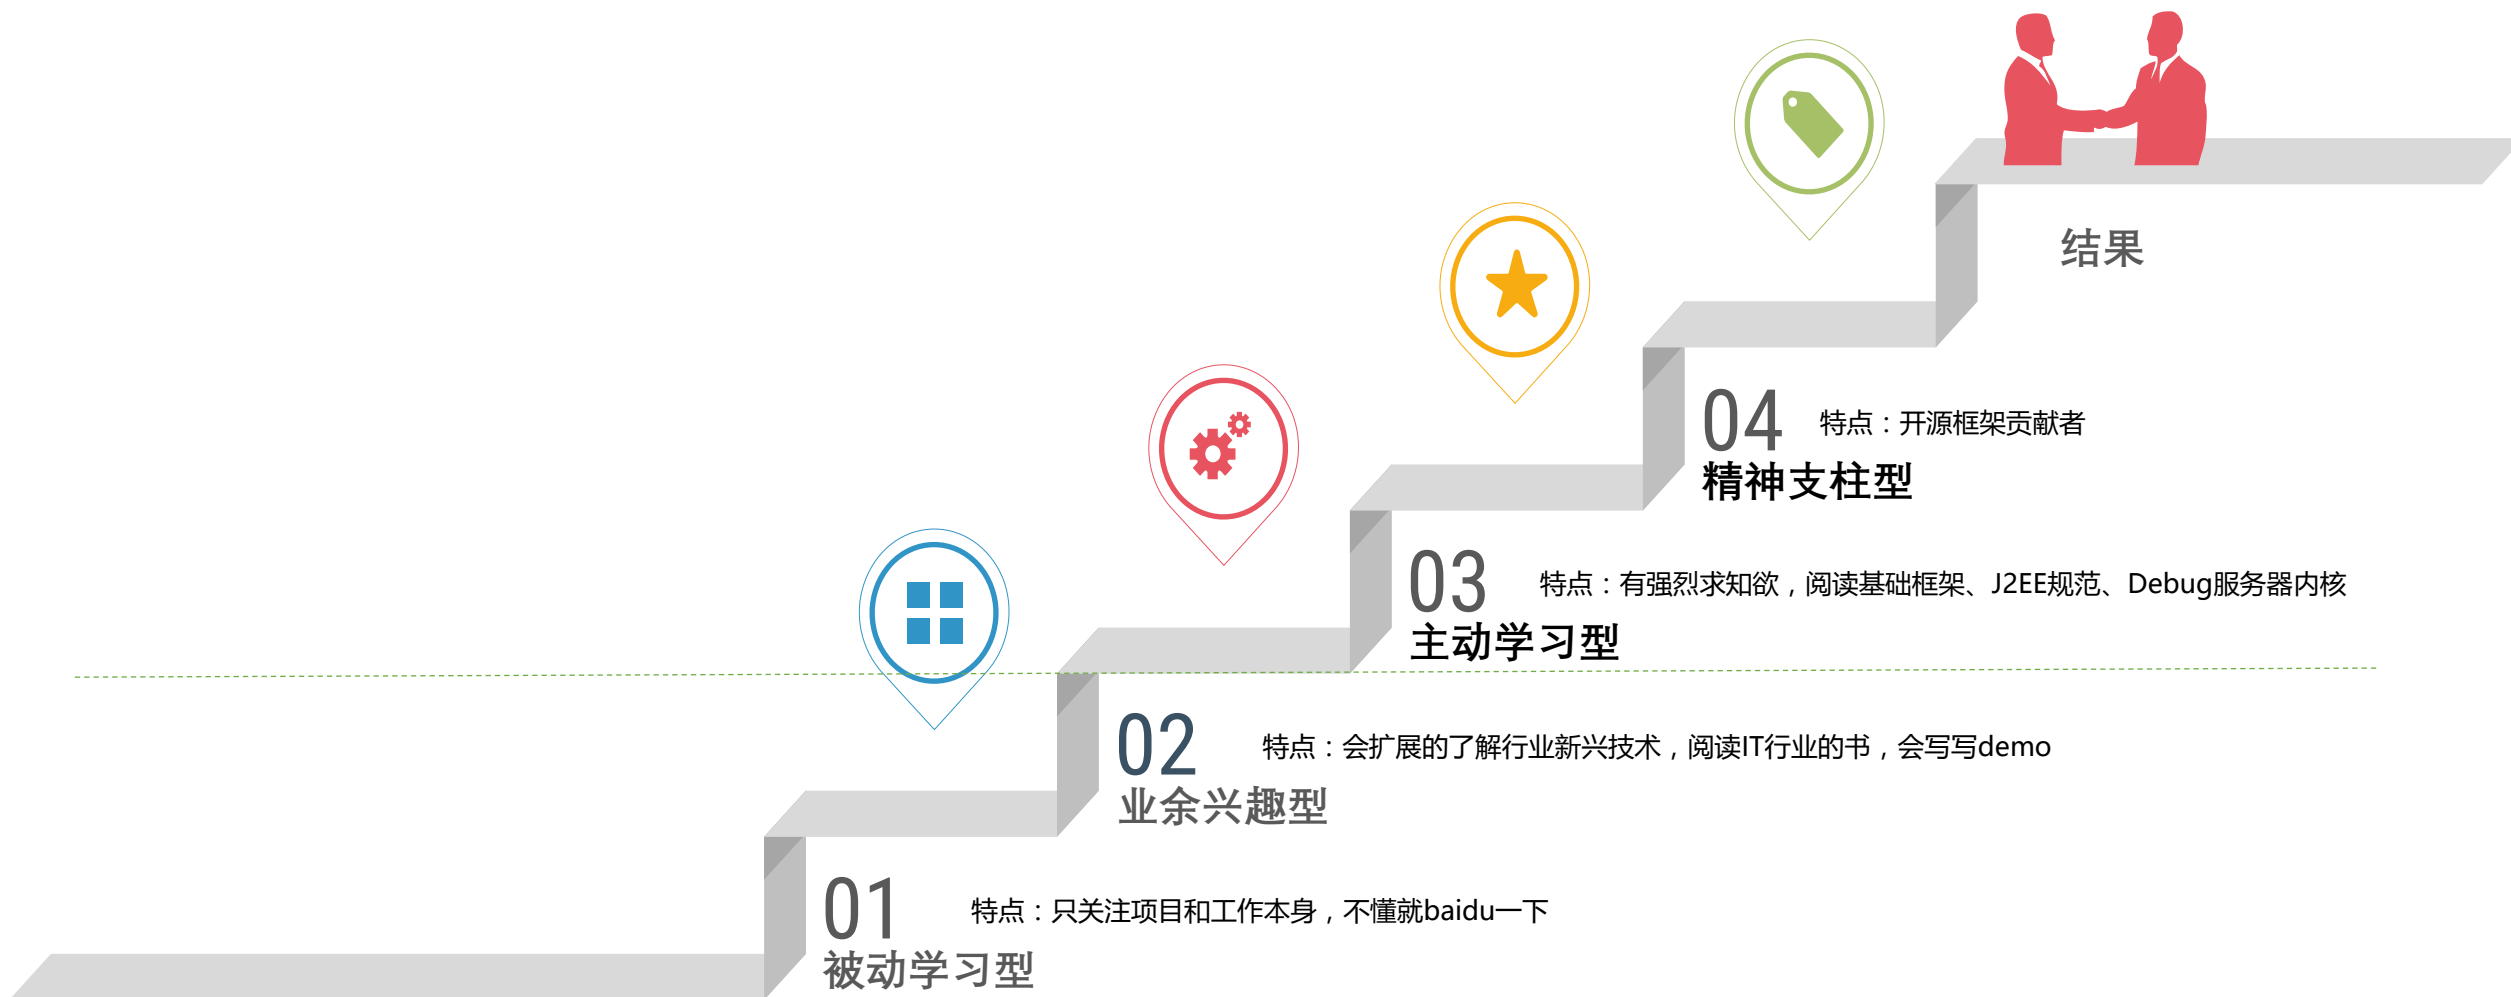 结果
04
特点：开源框架贡献者
精神支柱型
03
特点：有强烈求知欲，阅读基础框架、J2EE规范、Debug服务器内核
主动学习型
02
特点：会扩展的了解行业新兴技术，阅读IT行业的书，会写写demo
业余兴趣型
01
特点：只关注项目和工作本身，不懂就baidu一下
被动学习型